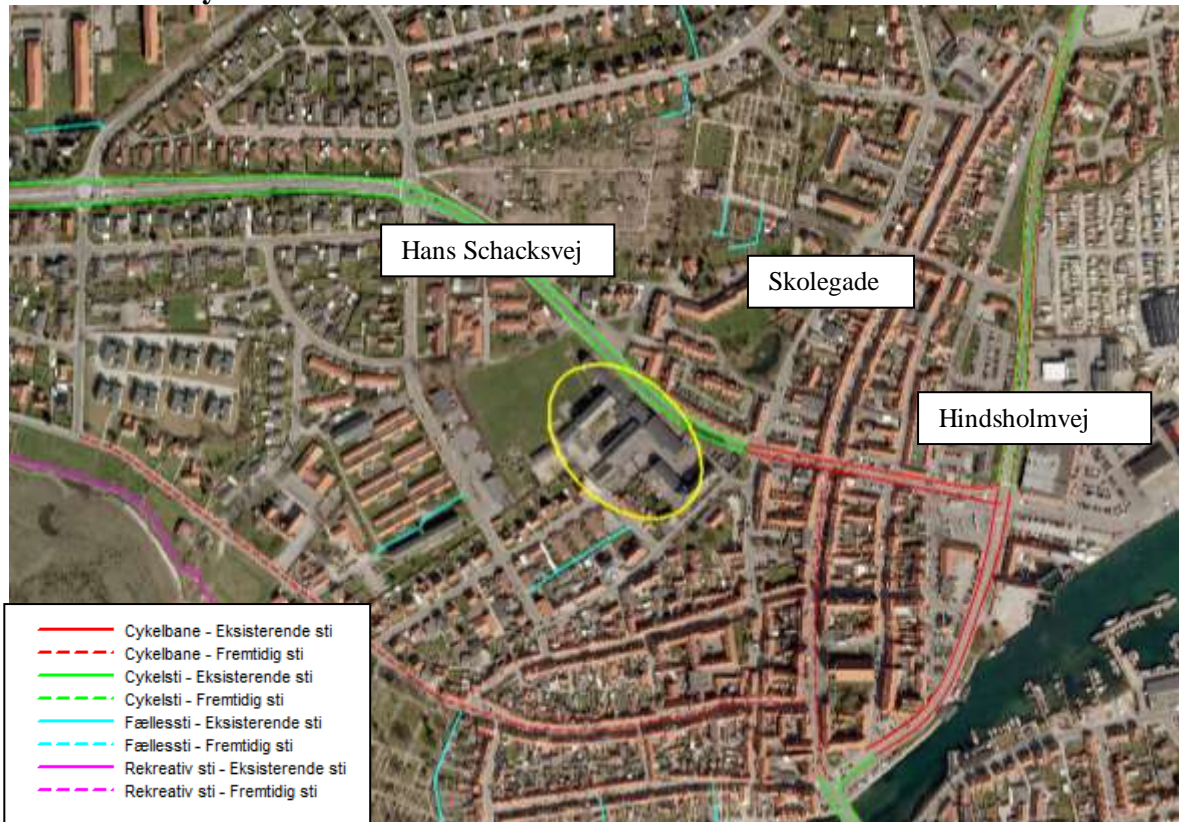 Hans Schacksvej
Skolegade
Hindsholmvej
Cykelbane - Eksisterende sti
Cykelbane - Fremtidig sti
Cykelsti - Eksisterende sti
Cykelsti - Fremtidig sti
Fællessti - Eksisterende sti
Fællessti - Fremtidig sti
Rekreativ sti - Eksisterende sti
Rekreativ sti - Fremtidig sti